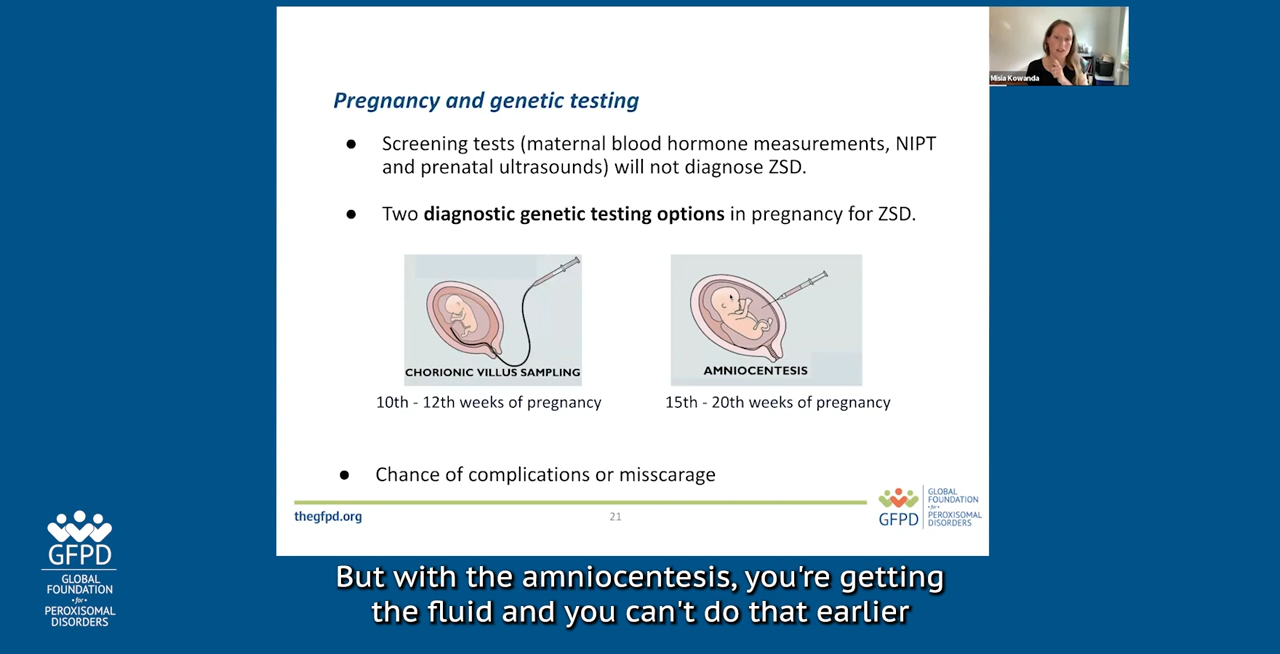 Misia Kowanda
Pregnancy and genetic testing
● Screening tests (maternal blood hormone measurements, NIPT
and prenatal ultrasounds) will not diagnose ZSD.
● Two diagnostic genetic testing options in pregnancy for ZSD.
CHORIONIC VILLUS SAMPLING
AMNIOCENTESIS
10th - 12th weeks of pregnancy
15th - 20th weeks of pregnancy
● Chance of complications or misscarage
thegfpd.org
21
GFPD
GLOBAL
FOUNDATION
for
PEROXISOMAL
DISORDERS
GFPD
GLOBAL
FOUNDATION
for
PEROXISOMAL
DISORDERS
But with the amniocentesis, you're getting
the fluid and you can't do that earlier